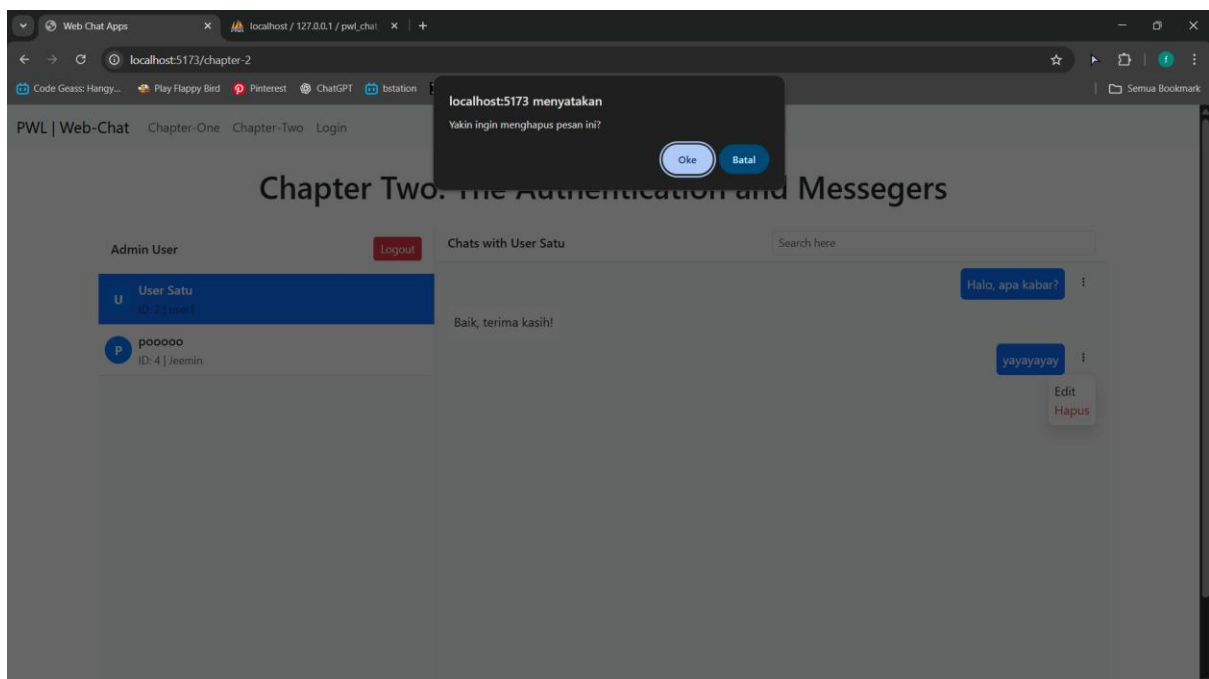 Web Chat Apps
localhost / 127.0.0.1 / pwl_chat
localhost:5173/chapter-2
f
Code Geass: Hangy...
Play Flappy Bird
Pinterest
ChatGPT
bstation
Semua Bookmark
localhost:5173 menyatakan
Yakin ingin menghapus pesan ini?
Oke
Batal
PWL | Web-Chat
Chapter-One
Chapter-Two
Login
Chapter Two: The Authentication and Messegers
Admin User
Logout
Chats with User Satu
Search here
U
User Satu
ID: 2 | user1
P
pooooo
ID: 4 | Jeemin
Halo, apa kabar?
Baik, terima kasih!
yayayayay
Edit
Hapus